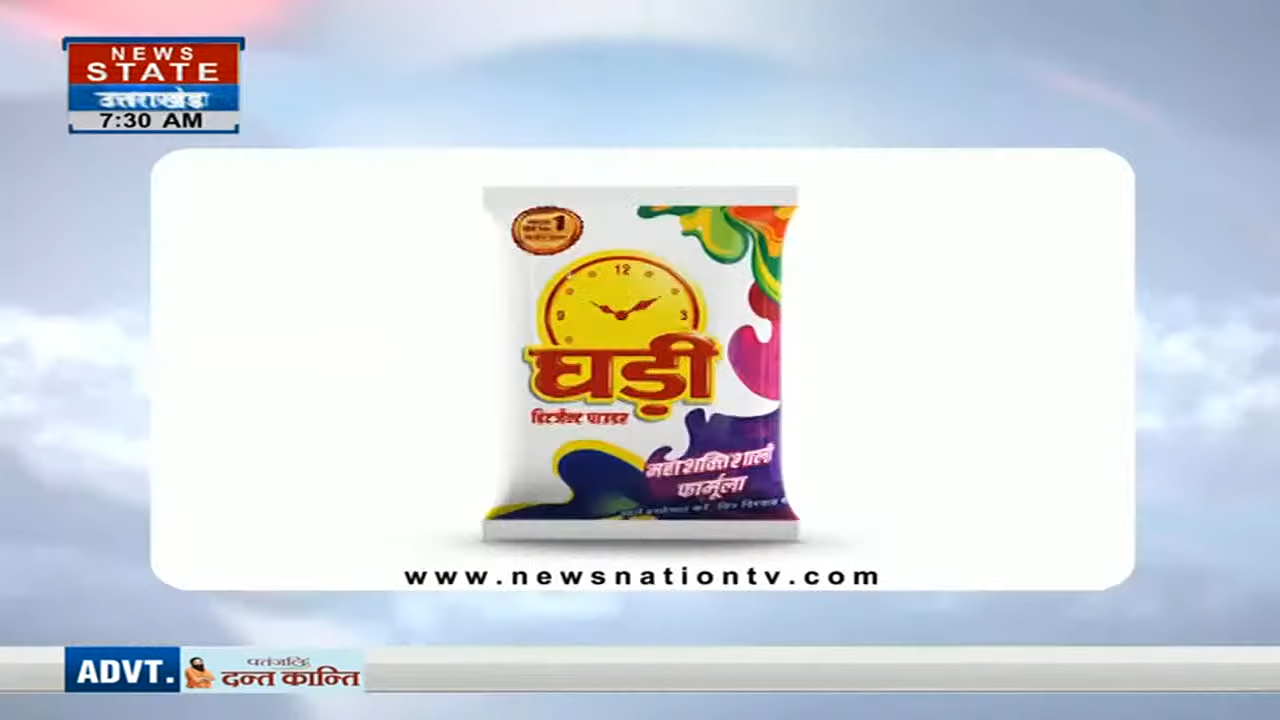 NEWS
STATE
उत्तराखंड
7:30 AM
1
12
9
3
घड़ी
डिटर्जेन्ट पाउडर
महाशक्तिशाली
फार्मूला
www.newsnationtv.com
ADVT.
पतंजलि
दन्त कान्ति